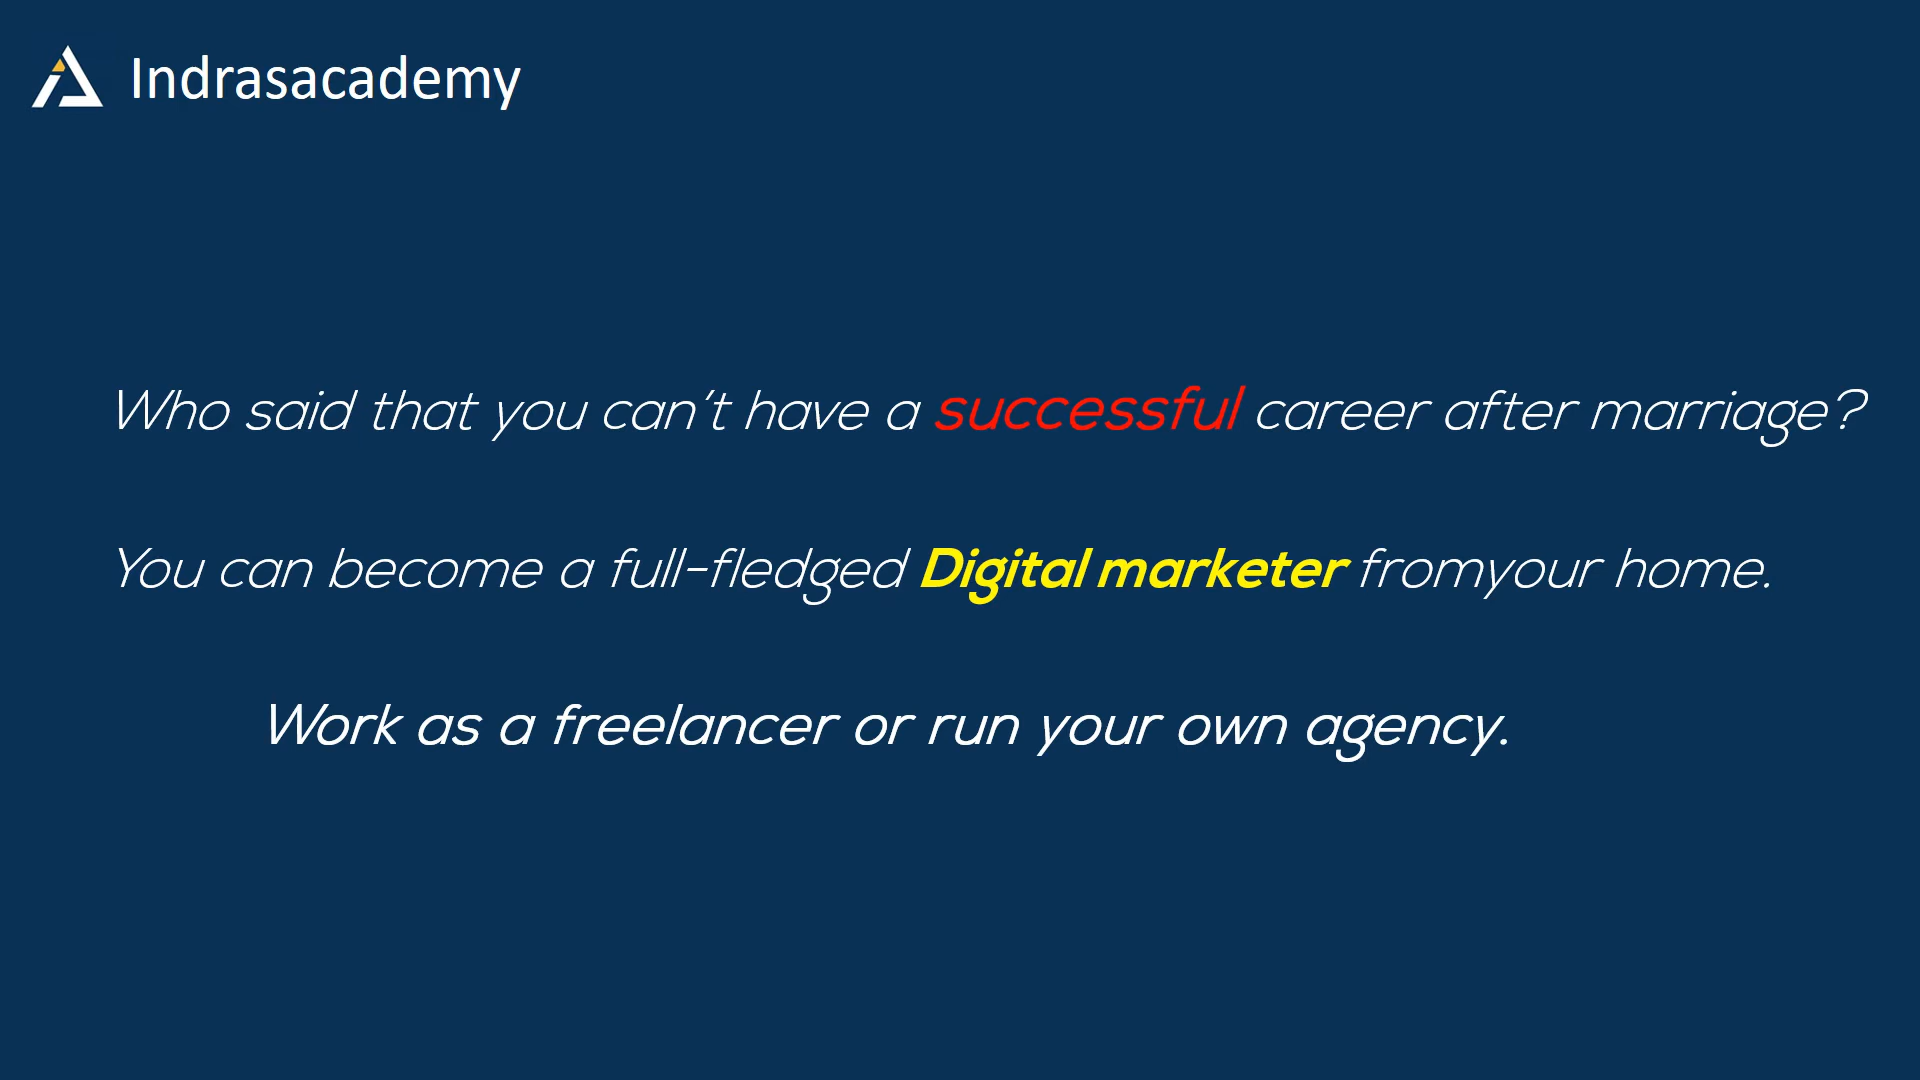 Indrasacademy
Who said that you can't have a successful career after marriage?
You can become a full-fledged Digital marketer fromyour home.
Work as a freelancer or run your own agency.